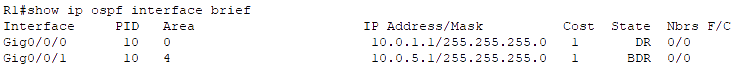 R1#show ip ospf interface brief
Interface PID Area IP Address/Mask Cost State Nbrs F/C
Gig0/0/0 10 0 10.0.1.1/255.255.255.0 1 DR 0/0
Gig0/0/1 10 4 10.0.5.1/255.255.255.0 1 BDR 0/0